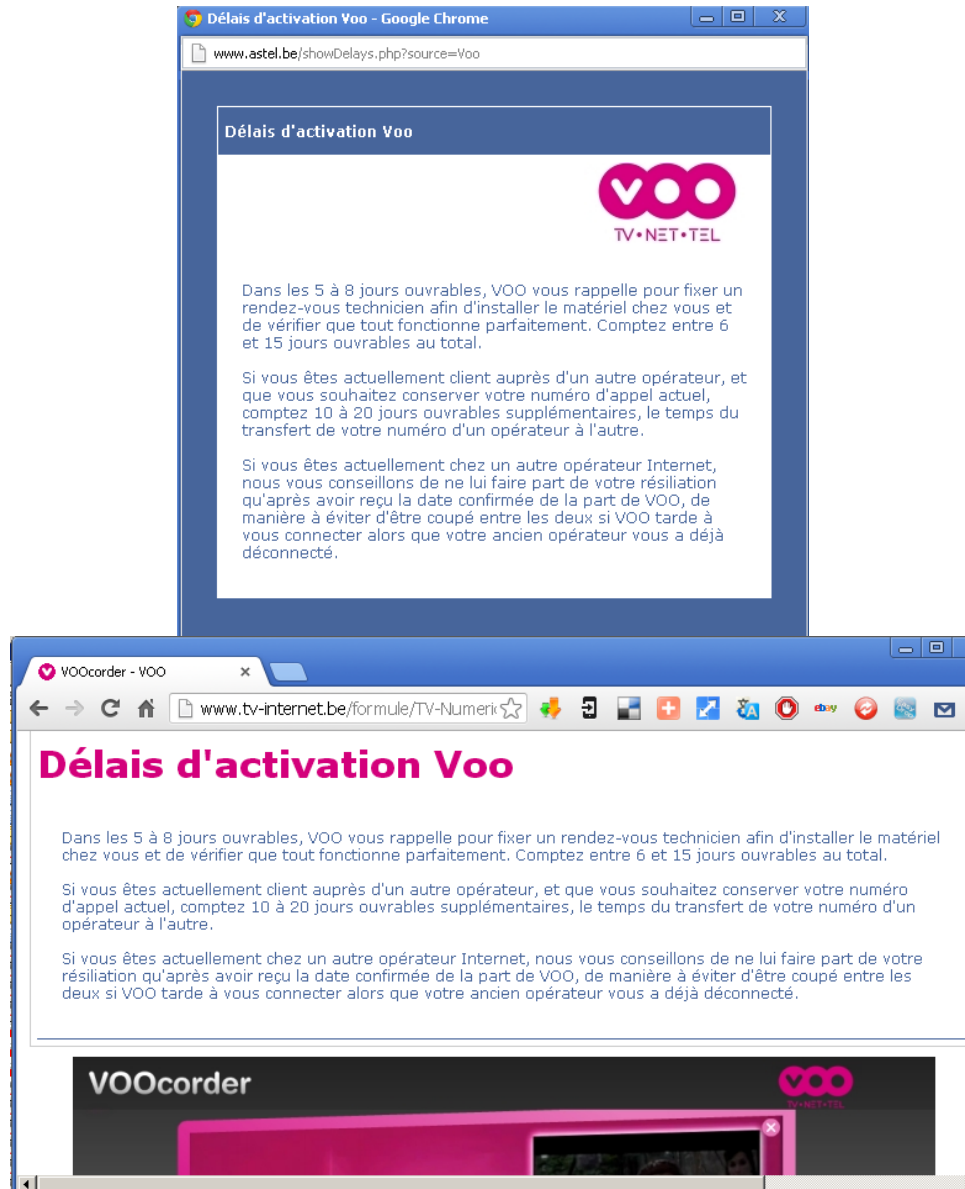 Délais d'activation Voo - Google Chrome
www.astel.be/showDelays.php?source=Voo
Délais d'activation Voo
VOO
TV•NET•TEL
Dans les 5 à 8 jours ouvrables, VOO vous rappelle pour fixer un
rendez-vous technicien afin d'installer le matériel chez vous et
de vérifier que tout fonctionne parfaitement. Comptez entre 6
et 15 jours ouvrables au total.
Si vous êtes actuellement client auprès d'un autre opérateur, et
que vous souhaitez conserver votre numéro d'appel actuel,
comptez 10 à 20 jours ouvrables supplémentaires, le temps du
transfert de votre numéro d'un opérateur à l'autre.
Si vous êtes actuellement chez un autre opérateur Internet,
nous vous conseillons de ne lui faire part de votre résiliation
qu'après avoir reçu la date confirmée de la part de VOO, de
manière à éviter d'être coupé entre les deux si VOO tarde à
vous connecter alors que votre ancien opérateur vous a déjà
déconnecté.
VOOcorder - VOO
www.tv-internet.be/formule/TV-Numeric
ebay
Délais d'activation Voo
Dans les 5 à 8 jours ouvrables, VOO vous rappelle pour fixer un rendez-vous technicien afin d'installer le matériel
chez vous et de vérifier que tout fonctionne parfaitement. Comptez entre 6 et 15 jours ouvrables au total.
Si vous êtes actuellement client auprès d'un autre opérateur, et que vous souhaitez conserver votre numéro
d'appel actuel, comptez 10 à 20 jours ouvrables supplémentaires, le temps du transfert de votre numéro d'un
opérateur à l'autre.
Si vous êtes actuellement chez un autre opérateur Internet, nous vous conseillons de ne lui faire part de votre
résiliation qu'après avoir reçu la date confirmée de la part de VOO, de manière à éviter d'être coupé entre les
deux si VOO tarde à vous connecter alors que votre ancien opérateur vous a déjà déconnecté.
VOOcorder
VOO
TV•NET•TEL